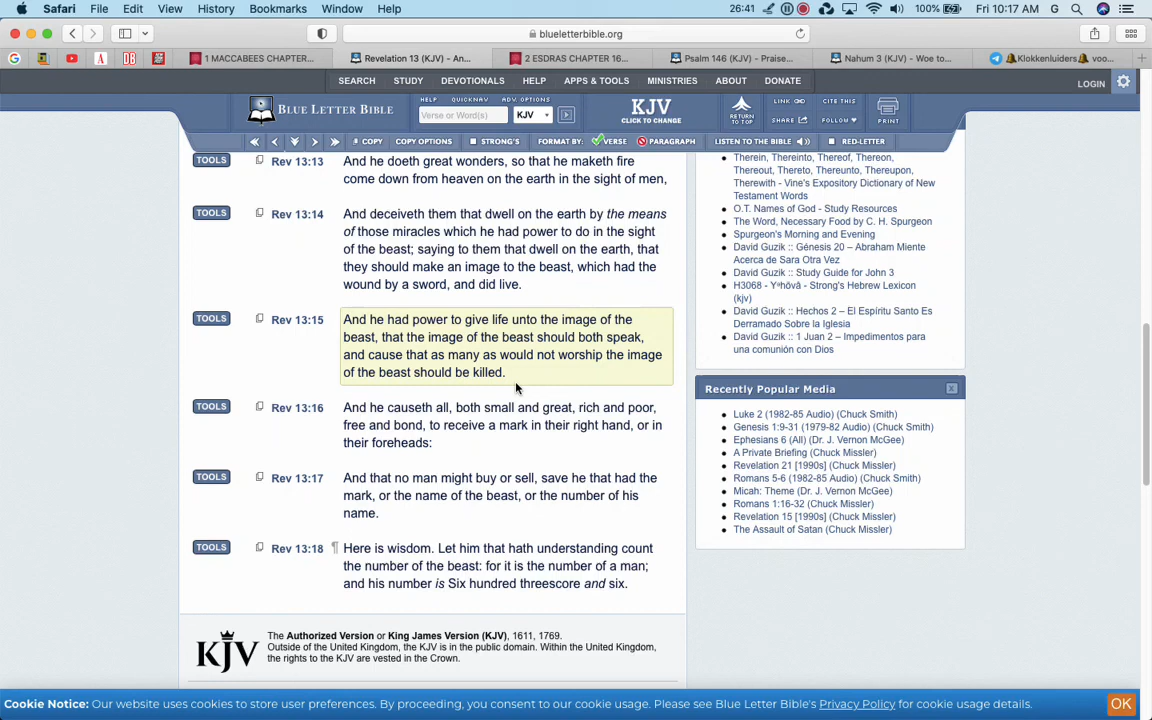 Safari File Edit View History Bookmarks Window Help 26:41 100% Fri 10:17 AM G
blueletterbible.org
1 MACCABEES CHAPTER... Revelation 13 (KJV) - An... 2 ESDRAS CHAPTER 16... Psalm 146 (KJV) - Praise... Nahum 3 (KJV) - Woe to... Klokkenluiders voo...
SEARCH STUDY DEVOTIONALS HELP APPS & TOOLS MINISTRIES ABOUT DONATE LOGIN
BLUE LETTER BIBLE
HELP QUICKNAV ADV. OPTIONS
Verse or Word(s) KJV
KJV
CLICK TO CHANGE
RETURN TO TOP
LINK CITE THIS
SHARE FOLLOW PRINT
COPY COPY OPTIONS STRONG'S FORMAT BY: VERSE PARAGRAPH LISTEN TO THE BIBLE RED-LETTER
TOOLS Rev 13:13 And he doeth great wonders, so that he maketh fire
come down from heaven on the earth in the sight of men,
TOOLS Rev 13:14 And deceiveth them that dwell on the earth by the means
of those miracles which he had power to do in the sight
of the beast; saying to them that dwell on the earth, that
they should make an image to the beast, which had the
wound by a sword, and did live.
TOOLS Rev 13:15 And he had power to give life unto the image of the
beast, that the image of the beast should both speak,
and cause that as many as would not worship the image
of the beast should be killed.
TOOLS Rev 13:16 And he causeth all, both small and great, rich and poor,
free and bond, to receive a mark in their right hand, or in
their foreheads:
TOOLS Rev 13:17 And that no man might buy or sell, save he that had the
mark, or the name of the beast, or the number of his
name.
TOOLS Rev 13:18 ¶ Here is wisdom. Let him that hath understanding count
the number of the beast: for it is the number of a man;
and his number is Six hundred threescore and six.
KJV
The Authorized Version or King James Version (KJV), 1611, 1769.
Outside of the United Kingdom, the KJV is in the public domain. Within the United Kingdom,
the rights to the KJV are vested in the Crown.
Therein, Thereinto, Thereof, Thereon,
Thereout, Thereto, Thereunto, Thereupon,
Therewith - Vine's Expository Dictionary of New
Testament Words
O.T. Names of God - Study Resources
The Word, Necessary Food by C. H. Spurgeon
Spurgeon's Morning and Evening
David Guzik :: Génesis 20 – Abraham Miente
Acerca de Sara Otra Vez
David Guzik :: Study Guide for John 3
H3068 - Yᵉhōvâ - Strong's Hebrew Lexicon
(kjv)
David Guzik :: Hechos 2 – El Espíritu Santo Es
Derramado Sobre la Iglesia
David Guzik :: 1 Juan 2 – Impedimentos para
una comunión con Dios
Recently Popular Media
Luke 2 (1982-85 Audio) (Chuck Smith)
Genesis 1:9-31 (1979-82 Audio) (Chuck Smith)
Ephesians 6 (All) (Dr. J. Vernon McGee)
A Private Briefing (Chuck Missler)
Revelation 21 [1990s] (Chuck Missler)
Romans 5-6 (1982-85 Audio) (Chuck Smith)
Micah: Theme (Dr. J. Vernon McGee)
Romans 1:16-32 (Chuck Missler)
Revelation 15 [1990s] (Chuck Missler)
The Assault of Satan (Chuck Missler)
Cookie Notice: Our website uses cookies to store user preferences. By proceeding, you consent to our cookie usage. Please see Blue Letter Bible's Privacy Policy for cookie usage details. OK